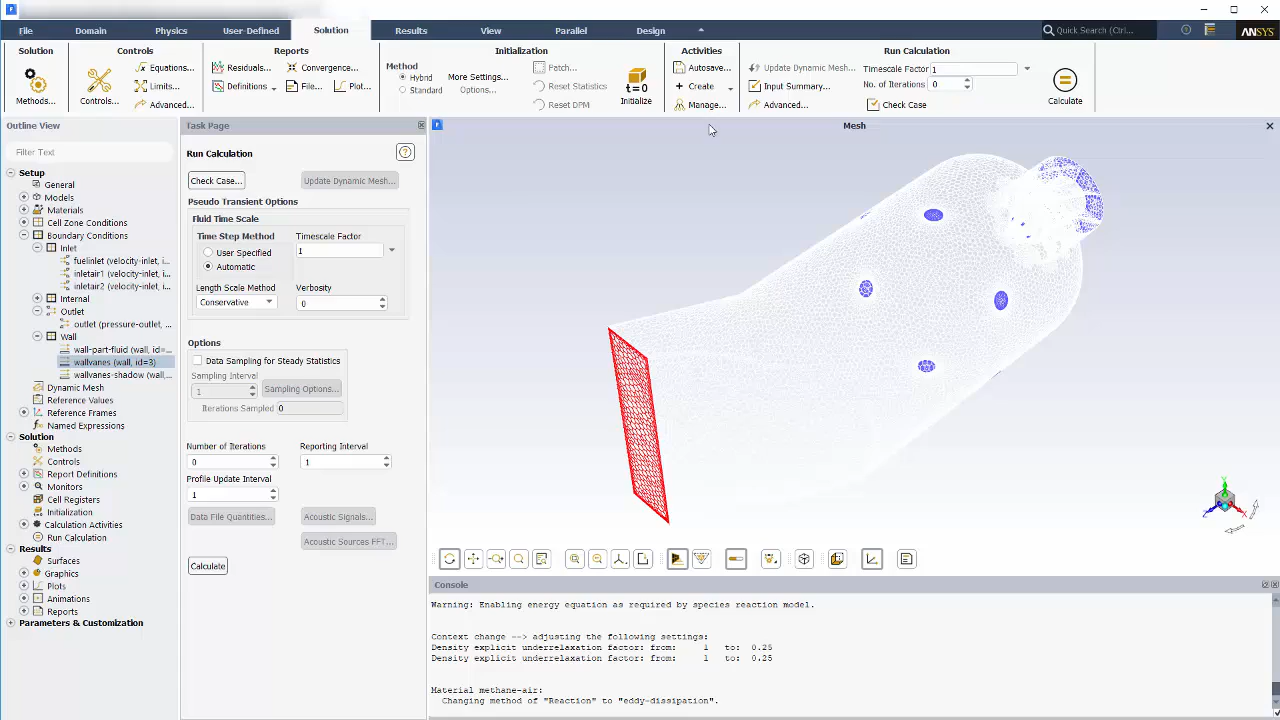 File Domain Physics User-Defined Solution Results View Parallel Design Quick Search (Ctrl... ANSYS
Solution Controls Reports Initialization Activities Run Calculation
Methods...
Controls...
Equations...
Limits...
Advanced...
Residuals...
Definitions
Convergence...
File... Plot...
Method
Hybrid
Standard
More Settings...
Options...
Patch...
Reset Statistics
Reset DPM
t=0
Initialize
Autosave...
Create
Manage...
Update Dynamic Mesh...
Input Summary...
Advanced...
Timescale Factor 1
No. of Iterations 0
Check Case
Calculate
Outline View
Filter Text
Setup
General
Models
Materials
Cell Zone Conditions
Boundary Conditions
Inlet
fuelinlet (velocity-inlet, i...
inletair1 (velocity-inlet, i...
inletair2 (velocity-inlet, i...
Internal
Outlet
outlet (pressure-outlet, ...
Wall
wall-part-fluid (wall, id=...
wallvanes (wall, id=3)
wallvanes-shadow (wall, ...
Dynamic Mesh
Reference Values
Reference Frames
Named Expressions
Solution
Methods
Controls
Report Definitions
Monitors
Cell Registers
Initialization
Calculation Activities
Run Calculation
Results
Surfaces
Graphics
Plots
Animations
Reports
Parameters & Customization
Task Page
Run Calculation
Check Case... Update Dynamic Mesh...
Pseudo Transient Options
Fluid Time Scale
Time Step Method Timescale Factor
User Specified 1
Automatic
Length Scale Method Verbosity
Conservative 0
Options
Data Sampling for Steady Statistics
Sampling Interval
1 Sampling Options...
Iterations Sampled 0
Number of Iterations Reporting Interval
0 1
Profile Update Interval
1
Data File Quantities... Acoustic Signals...
Acoustic Sources FFT...
Calculate
Mesh
Console
Warning: Enabling energy equation as required by species reaction model.
Context change --> adjusting the following settings:
Density explicit underrelaxation factor: from: 1 to: 0.25
Density explicit underrelaxation factor: from: 1 to: 0.25
Material methane-air:
Changing method of "Reaction" to "eddy-dissipation".